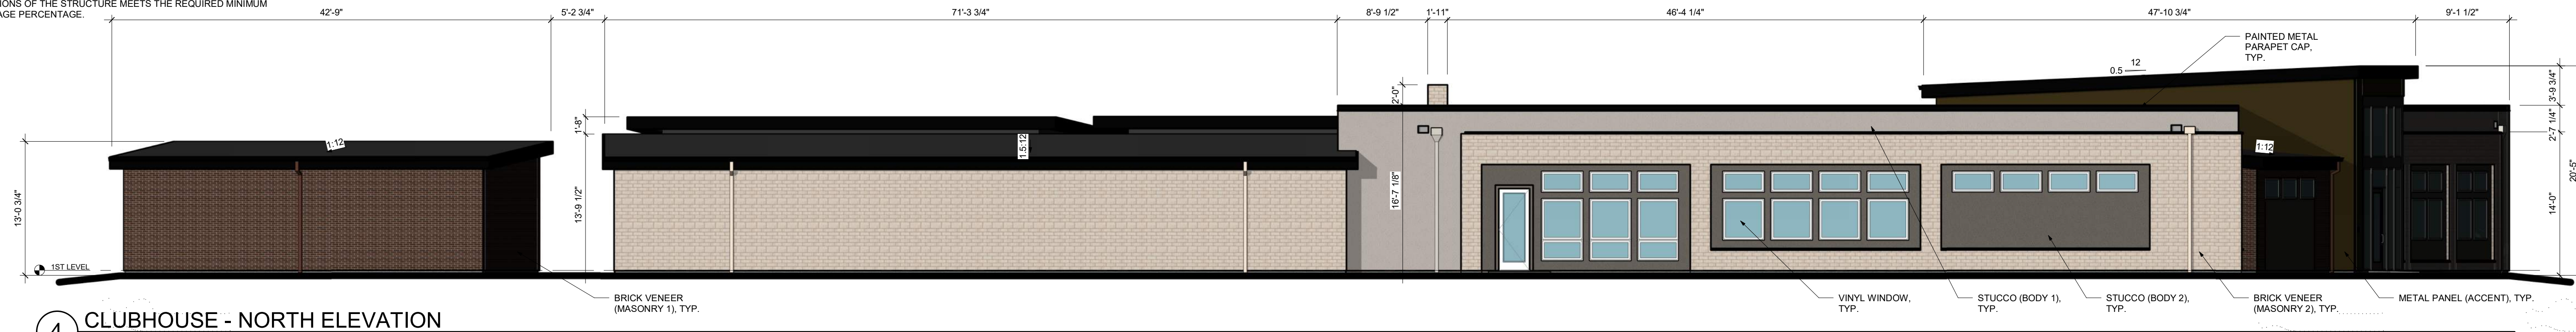 IONS OF THE STRUCTURE MEETS THE REQUIRED MINIMUM
AGE PERCENTAGE.
42'-9"
5'-2 3/4"
71'-3 3/4"
8'-9 1/2"
1'-11"
46'-4 1/4"
47'-10 3/4"
9'-1 1/2"
PAINTED METAL
PARAPET CAP,
TYP.
12
0.5
2'-0"
3'-9 3/4"
1'-8"
2'-7 1/4"
1:12
1.5:12
1:12
20'-5"
13'-0 3/4"
13'-9 1/2"
16'-7 1/8"
14'-0"
1ST LEVEL
BRICK VENEER
(MASONRY 1), TYP.
VINYL WINDOW,
TYP.
STUCCO (BODY 1),
TYP.
STUCCO (BODY 2),
TYP.
BRICK VENEER
(MASONRY 2), TYP.
METAL PANEL (ACCENT), TYP.
4
CLUBHOUSE - NORTH ELEVATION